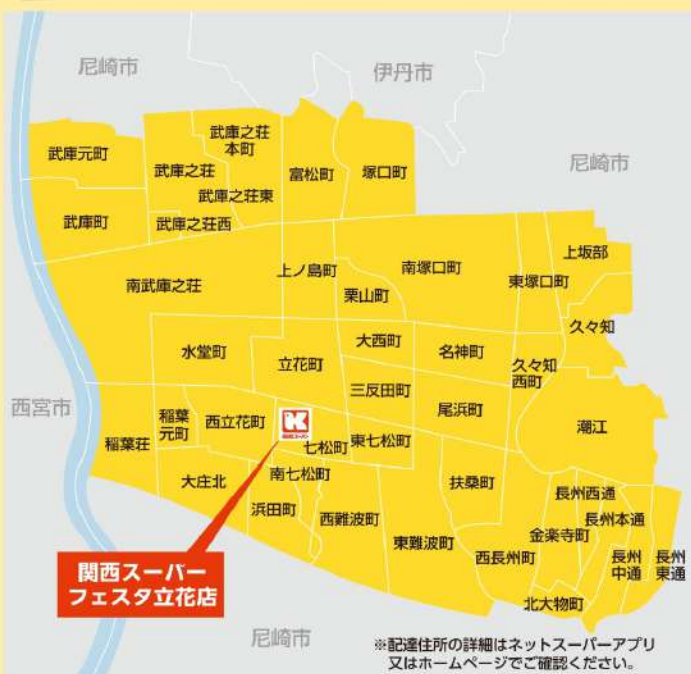 尼崎市
伊丹市
武庫之荘
本町
武庫元町
武庫之荘
富松町
塚口町
尼崎市
武庫之荘東
武庫町
武庫之荘西
上坂部
上ノ島町
南塚口町
東塚口町
南武庫之荘
栗山町
久々知
大西町
水堂町
名神町
立花町
久々知
西町
三反田町
西宮市
稲葉
元町
尾浜町
西立花町
潮江
稲葉荘
関西スーパー
七松町
東七松町
大庄北
南七松町
扶桑町
長州西通
浜田町
西難波町
長州本通
金楽寺町
東難波町
西長州町
長州
中通
長州
東通
関西スーパー
フェスタ立花店
北大物町
尼崎市
※配達住所の詳細はネットスーパーアプリ
又はホームページでご確認ください。